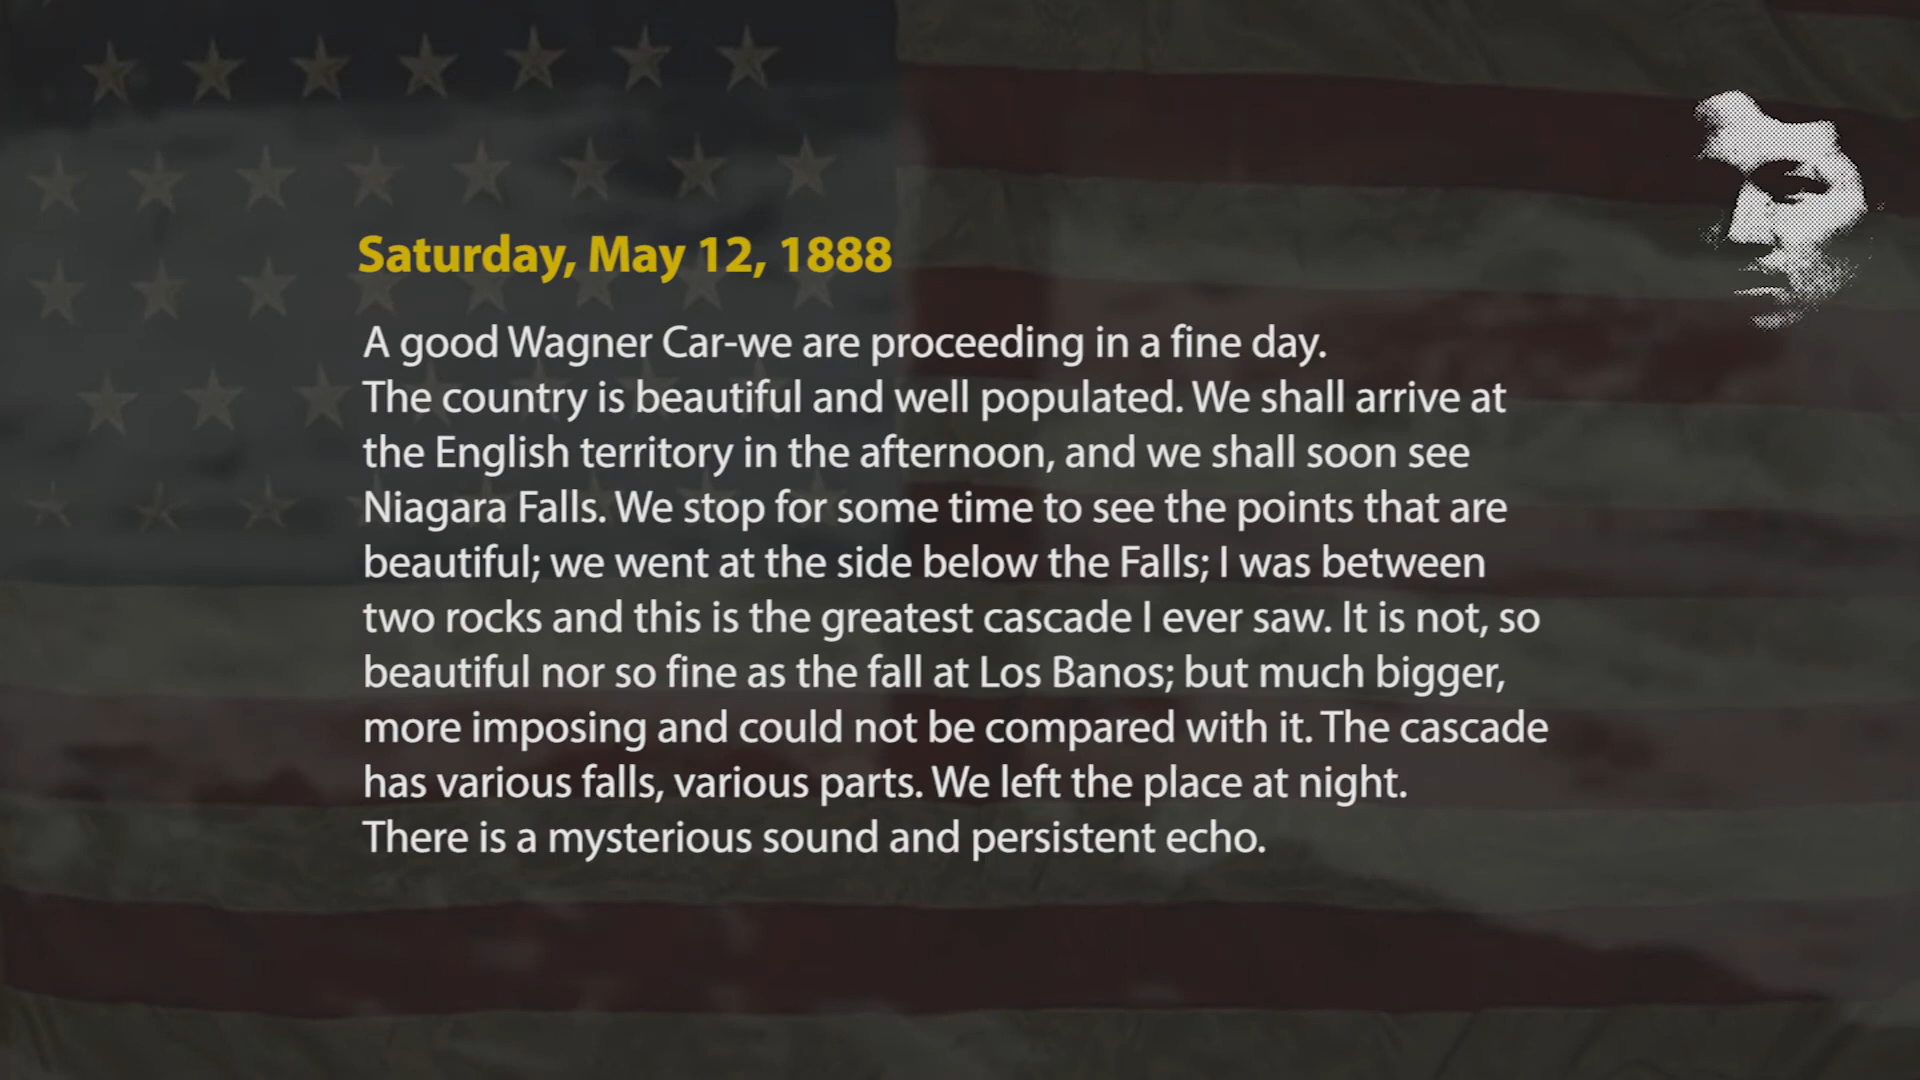 Saturday, May 12, 1888
A good Wagner Car-we are proceeding in a fine day.
The country is beautiful and well populated. We shall arrive at
the English territory in the afternoon, and we shall soon see
Niagara Falls. We stop for some time to see the points that are
beautiful; we went at the side below the Falls; I was between
two rocks and this is the greatest cascade I ever saw. It is not, so
beautiful nor so fine as the fall at Los Banos; but much bigger,
more imposing and could not be compared with it. The cascade
has various falls, various parts. We left the place at night.
There is a mysterious sound and persistent echo.